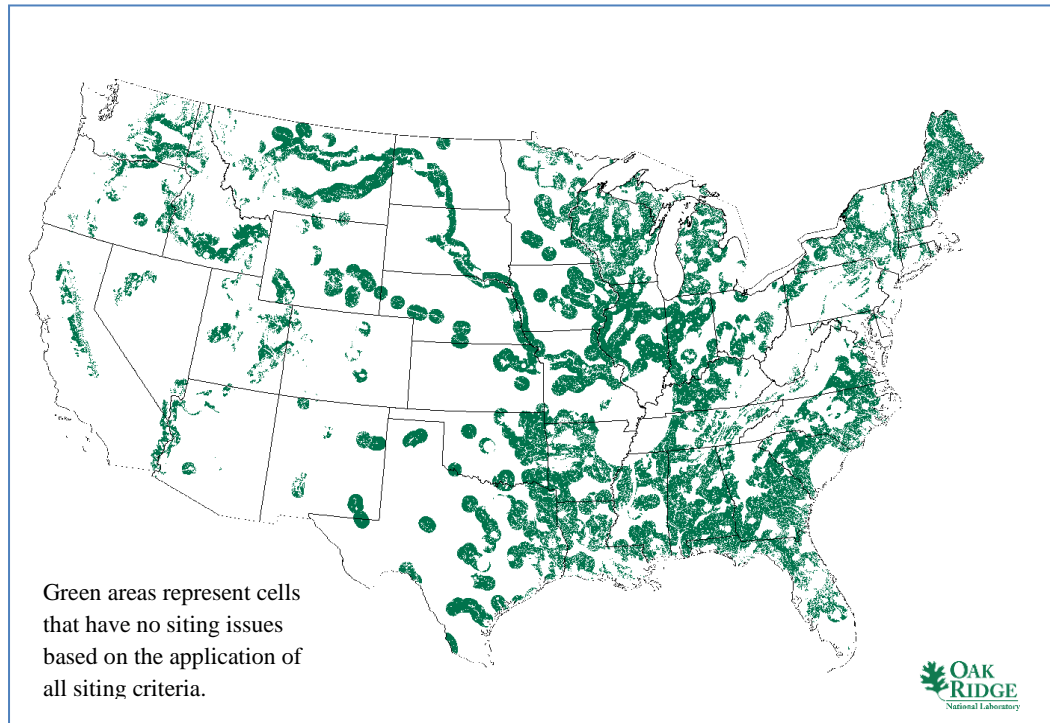 Green areas represent cells
that have no siting issues
based on the application of
all siting criteria.
OAK
RIDGE
National Laboratory